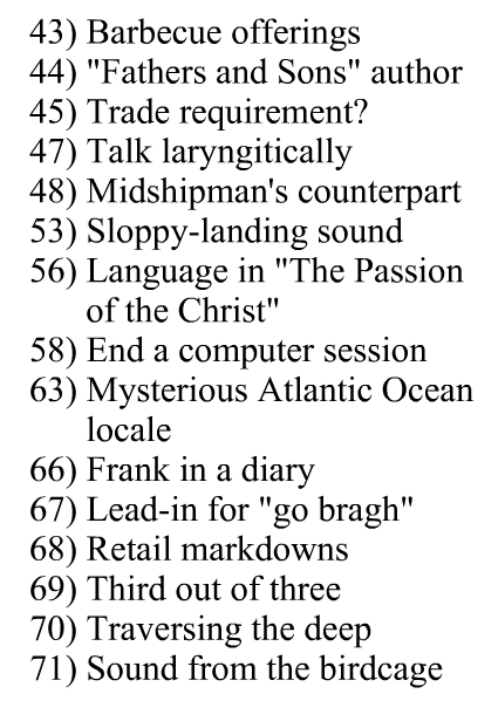 43) Barbecue offerings
44) "Fathers and Sons" author
45) Trade requirement?
47) Talk laryngitically
48) Midshipman's counterpart
53) Sloppy-landing sound
56) Language in "The Passion
of the Christ"
58) End a computer session
63) Mysterious Atlantic Ocean
locale
66) Frank in a diary
67) Lead-in for "go bragh"
68) Retail markdowns
69) Third out of three
70) Traversing the deep
71) Sound from the birdcage